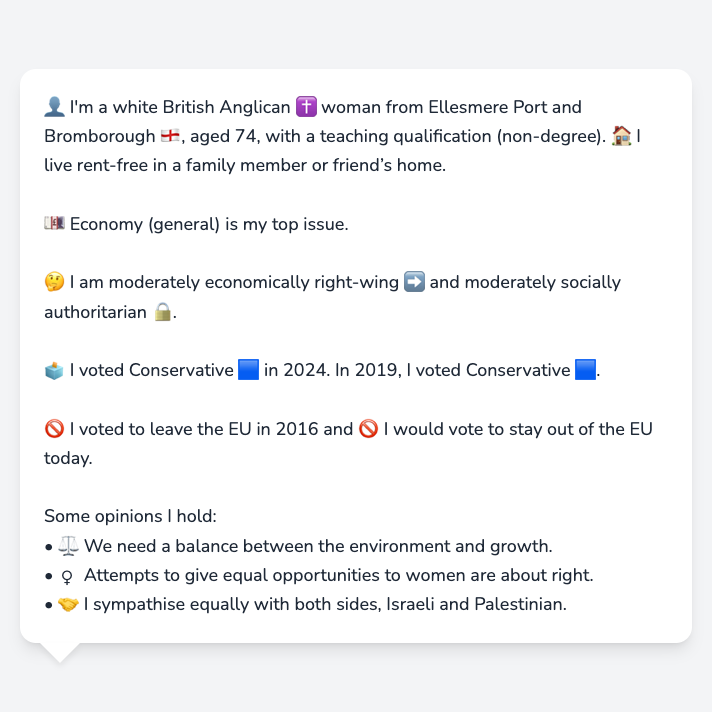 👤 I'm a white British Anglican ✝️ woman from Ellesmere Port and
Bromborough 🏴󠁧󠁢󠁥󠁮󠁧󠁿, aged 74, with a teaching qualification (non-degree). 🏠 I
live rent-free in a family member or friend’s home.
💷 Economy (general) is my top issue.
🤔 I am moderately economically right-wing ➡️ and moderately socially
authoritarian 🔒.
🗳️ I voted Conservative 🟦 in 2024. In 2019, I voted Conservative 🟦.
🚫 I voted to leave the EU in 2016 and 🚫 I would vote to stay out of the EU
today.
Some opinions I hold:
• ⚖️ We need a balance between the environment and growth.
• ♀ Attempts to give equal opportunities to women are about right.
• 🤝 I sympathise equally with both sides, Israeli and Palestinian.